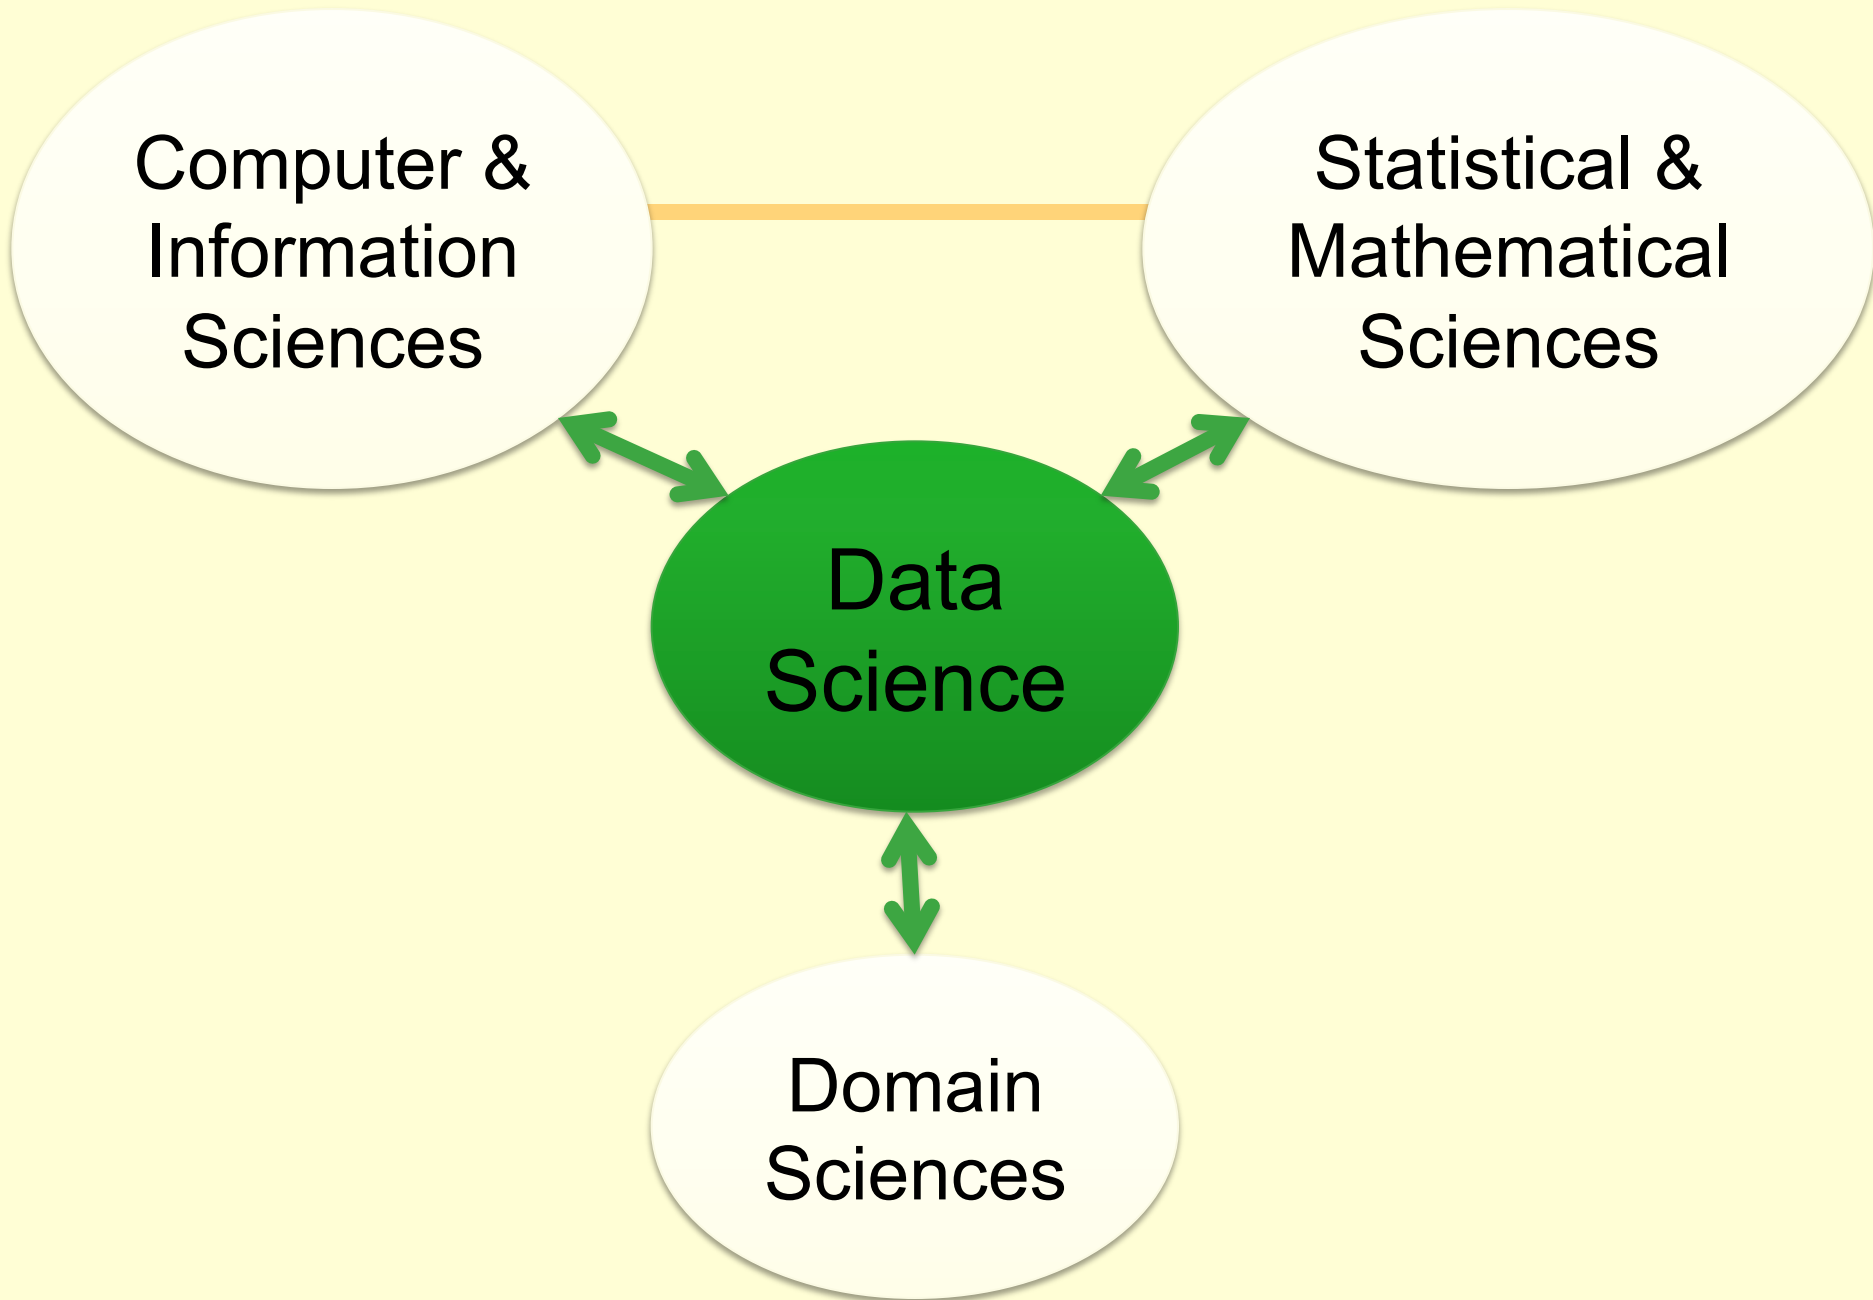 Computer &
Information
Sciences
Statistical &
Mathematical
Sciences
Data
Science
Domain
Sciences